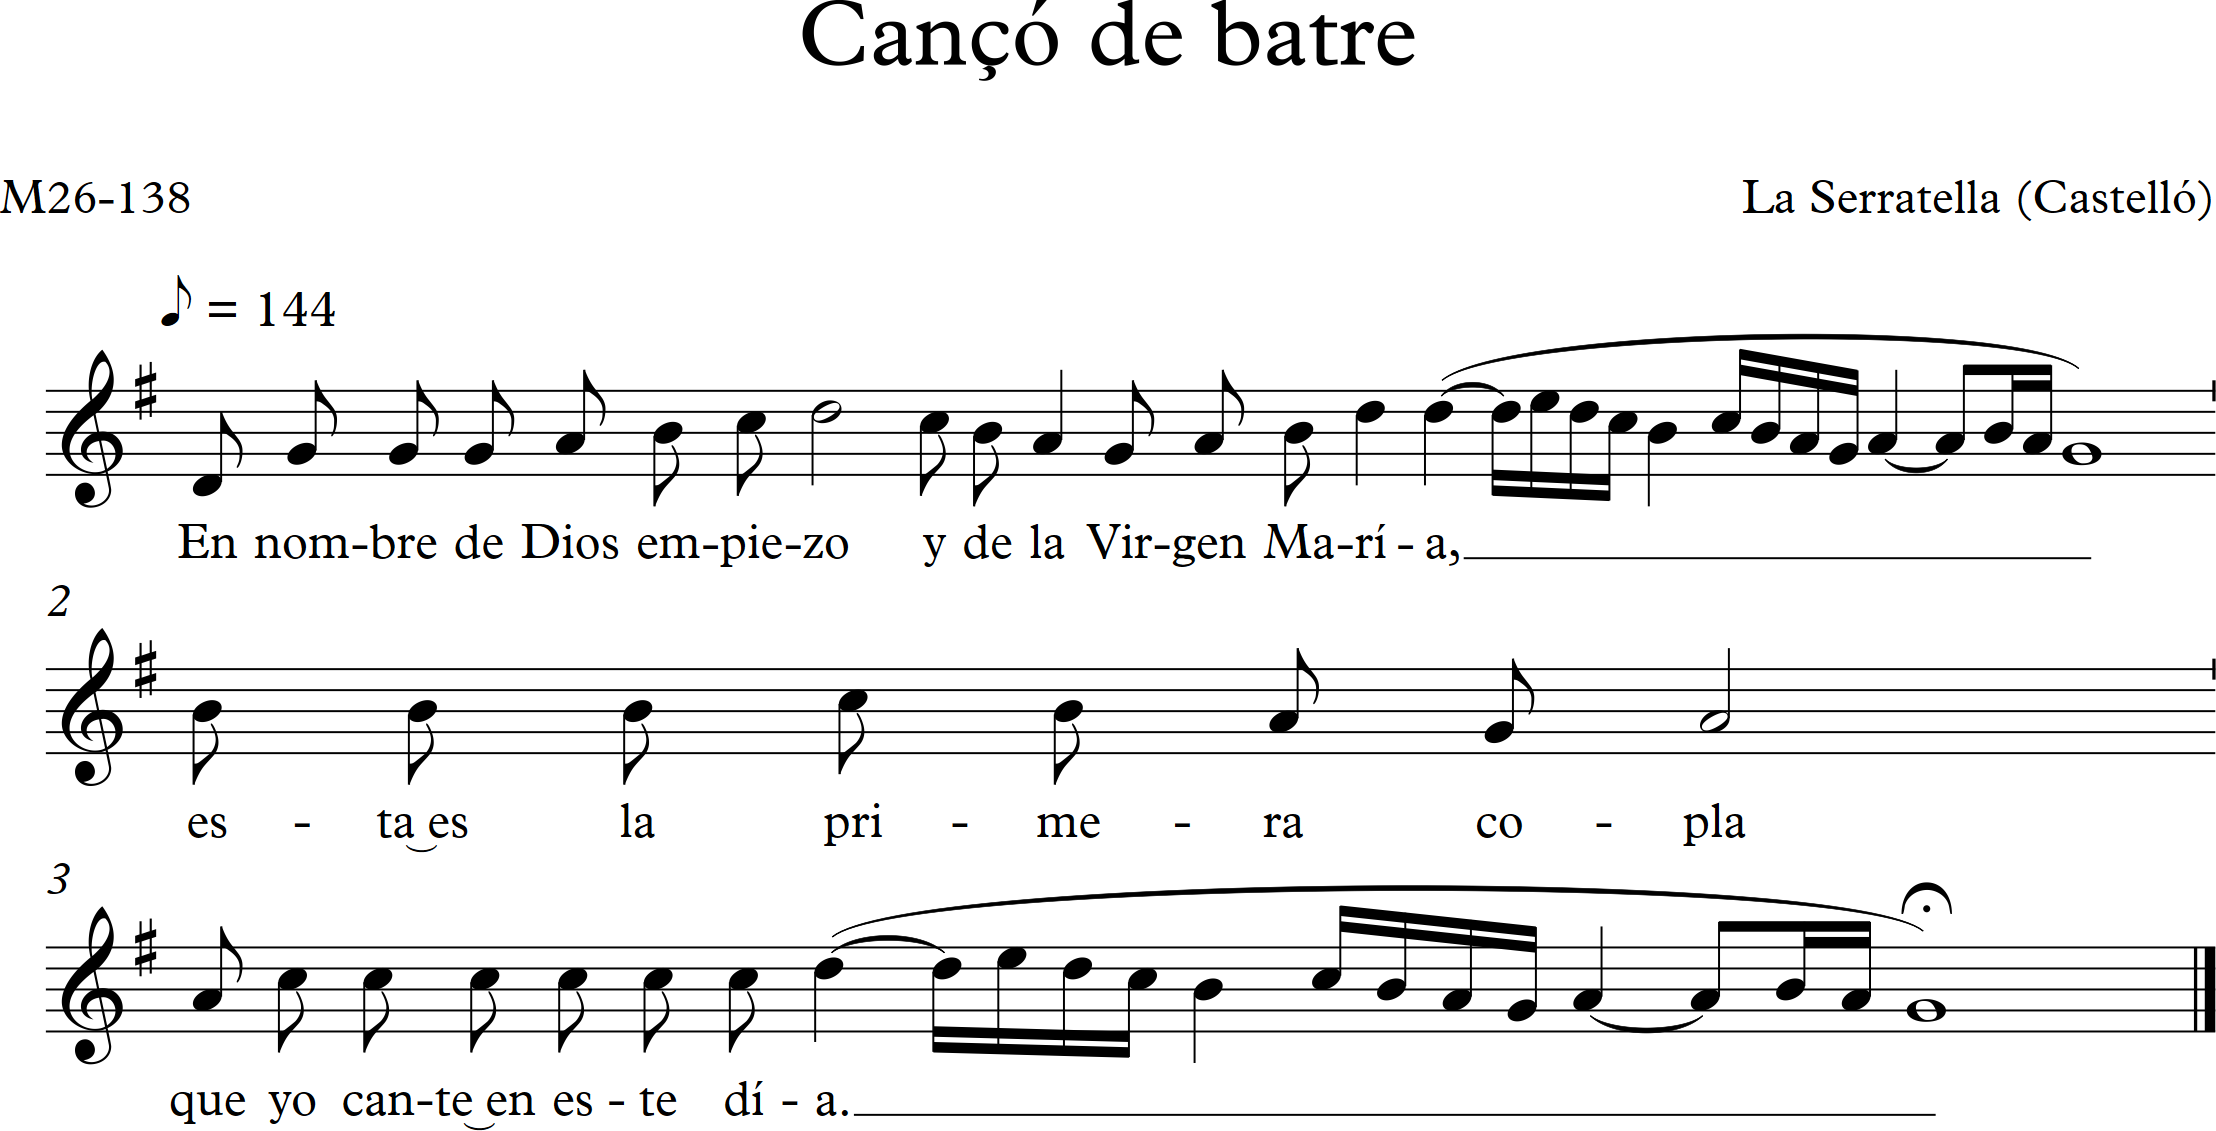 Cançó de batre
M26-138
La Serratella (Castelló)
♪ = 144
En nom-bre de Dios em-pie-zo y de la Vir-gen Ma-rí - a,
2
es - ta‿es la pri - me - ra co - pla
3
que yo can-te‿en es - te dí - a.